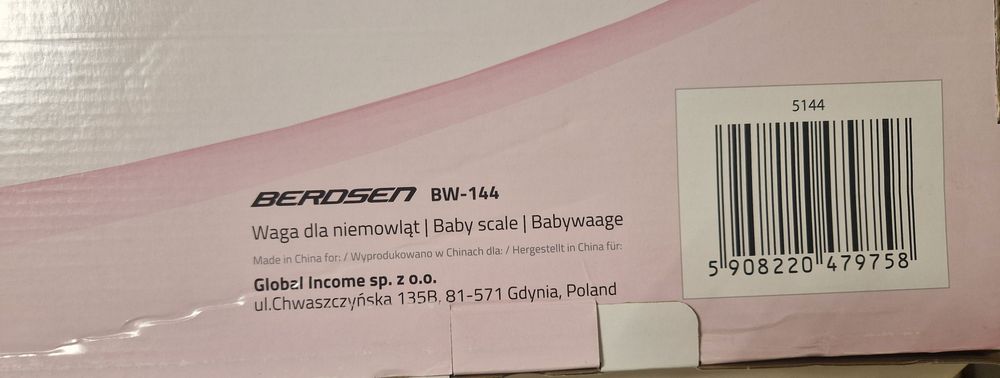 BERDSEN BW-144
Waga dla niemowląt | Baby scale | Babywaage
Made in China for: / Wyprodukowano w Chinach dla: / Hergestellt in China für:
Global Income sp. z o.o.
ul.Chwaszczyńska 135B, 81-571 Gdynia, Poland
5144
5 908220 479758